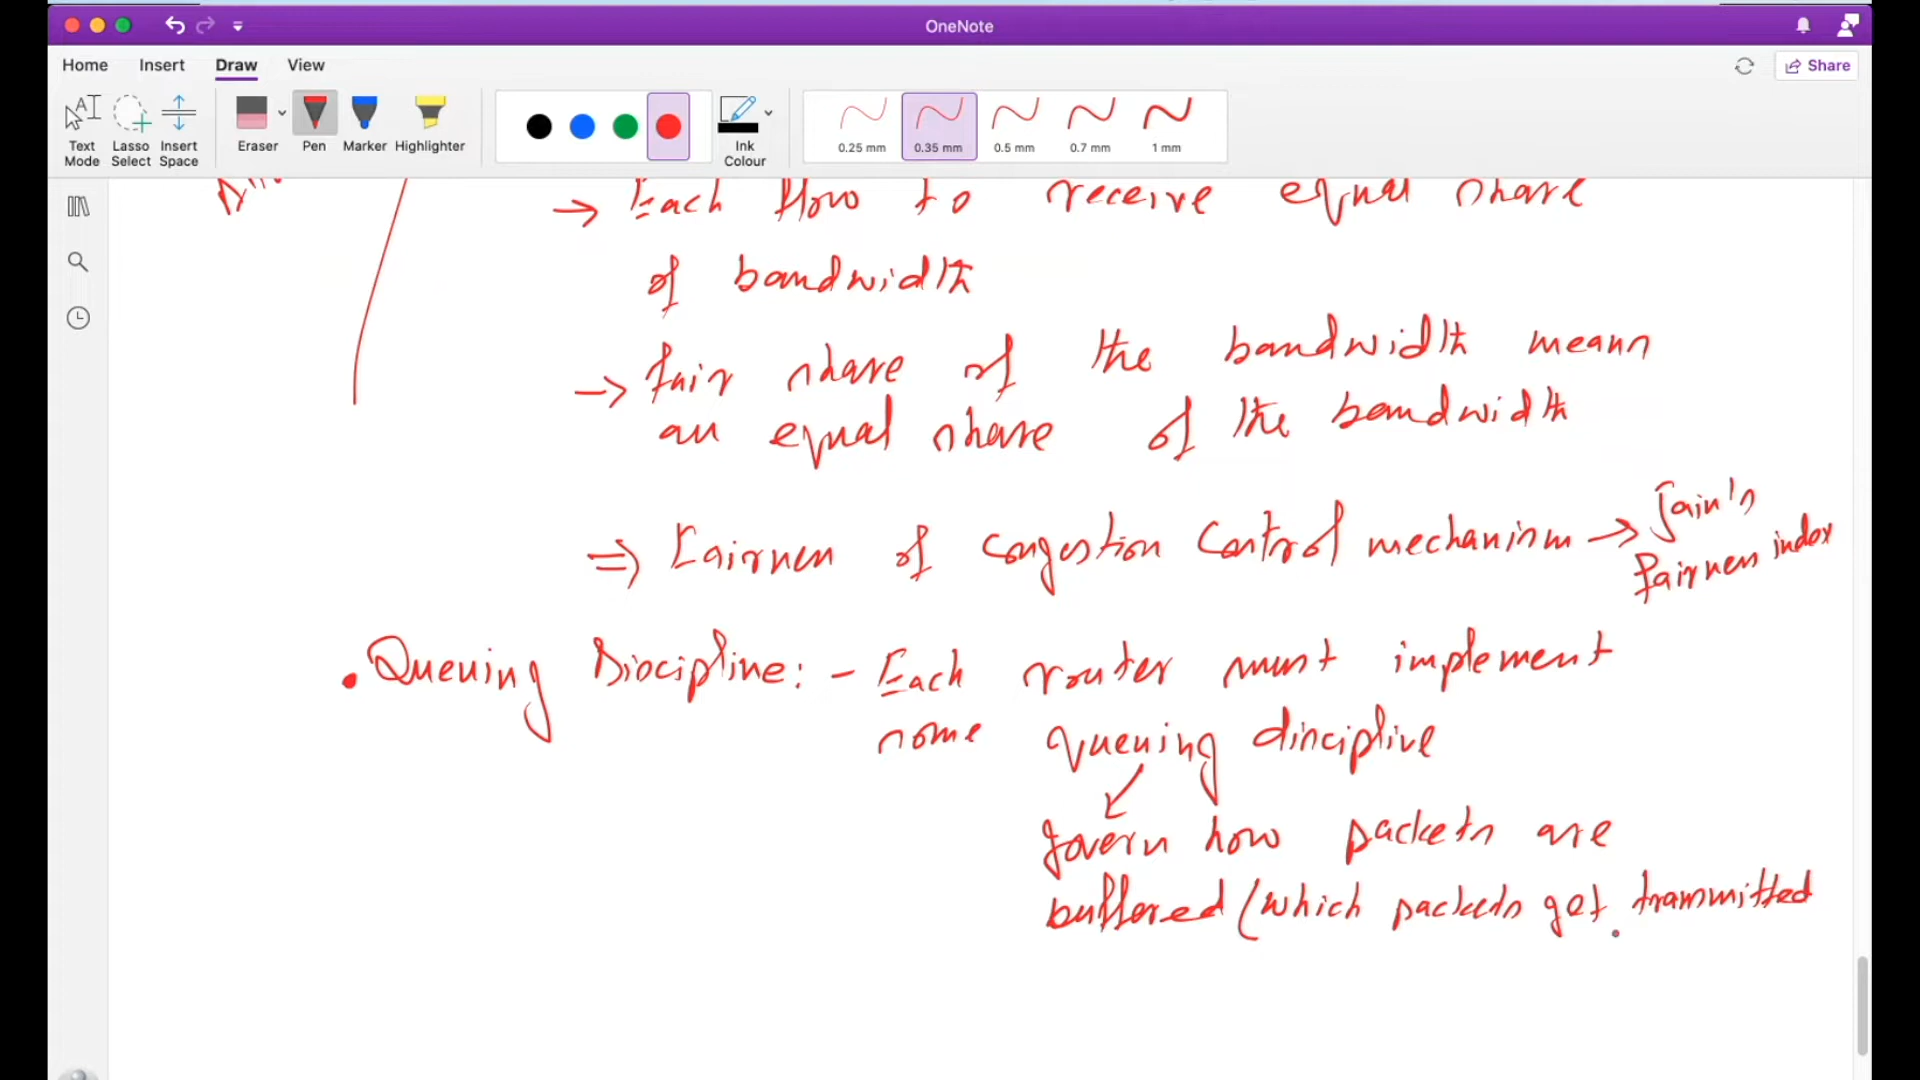 OneNote
Home Insert Draw View Share
Text Mode Lasso Select Insert Space Eraser Pen Marker Highlighter Ink Colour 0.25 mm 0.35 mm 0.5 mm 0.7 mm 1 mm
→ Each flow to receive equal share
of bandwidth
→ fair share of the bandwidth means
an equal share of the bandwidth
⇒ Fairness of congestion control mechanism → Jain's
fairness index
• Queuing Discipline: - Each router must implement
some queuing discipline
govern how packets are
buffered (which packets get transmitted